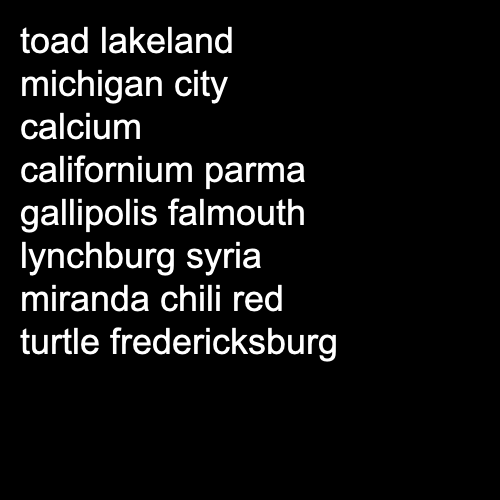 toad lakeland
michigan city
calcium
californium parma
gallipolis falmouth
lynchburg syria
miranda chili red
turtle fredericksburg